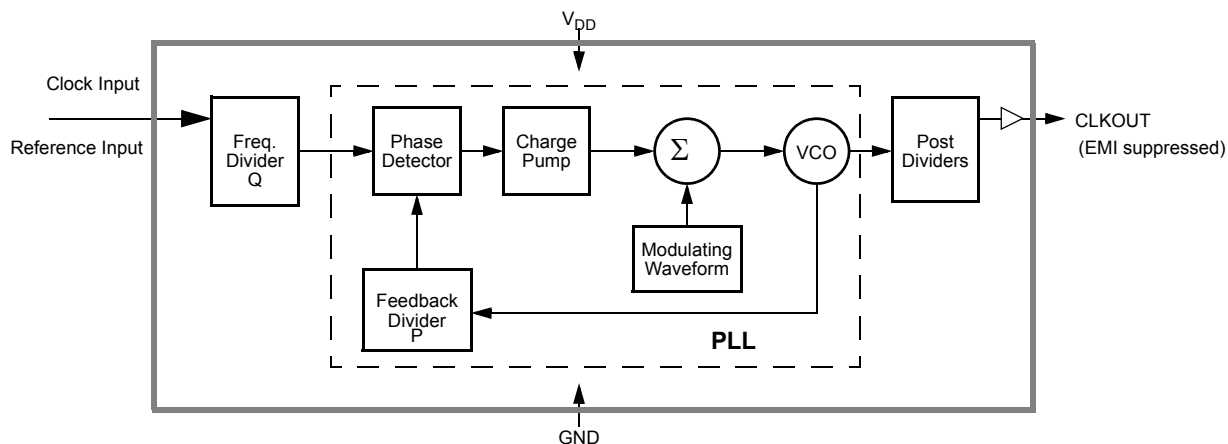 V_DD
Clock Input
Reference Input
Freq.
Divider
Q
Phase
Detector
Charge
Pump
Σ
VCO
Post
Dividers
CLKOUT
(EMI suppressed)
Modulating
Waveform
Feedback
Divider
P
PLL
GND